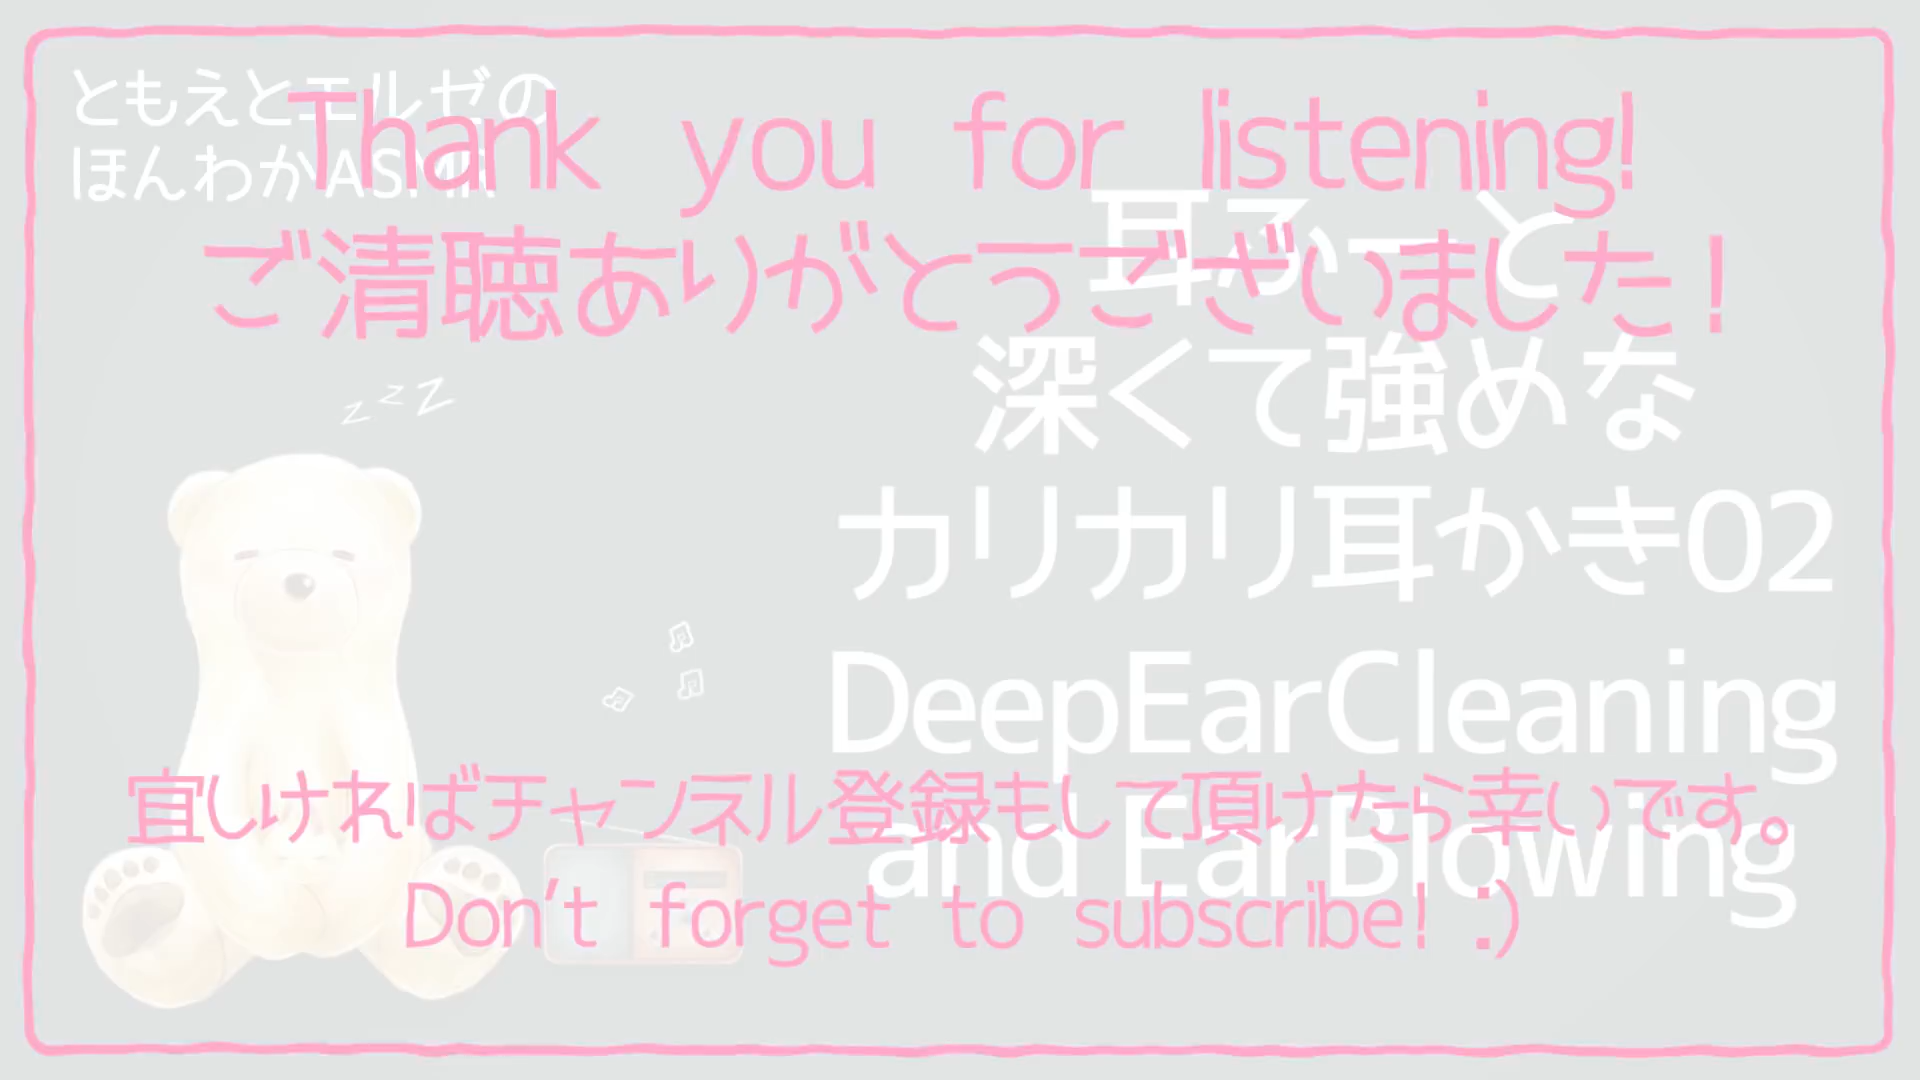 ともえとエルゼの
ほんわかASMR
Thank you for listening!
ご清聴ありがとうございました！
耳ふーと
深くて強めな
カリカリ耳かき02
DeepEarCleaning
and EarBlowing
zzZ
宜しければチャンネル登録もして頂けたら幸いです。
Don't forget to subscribe! :)